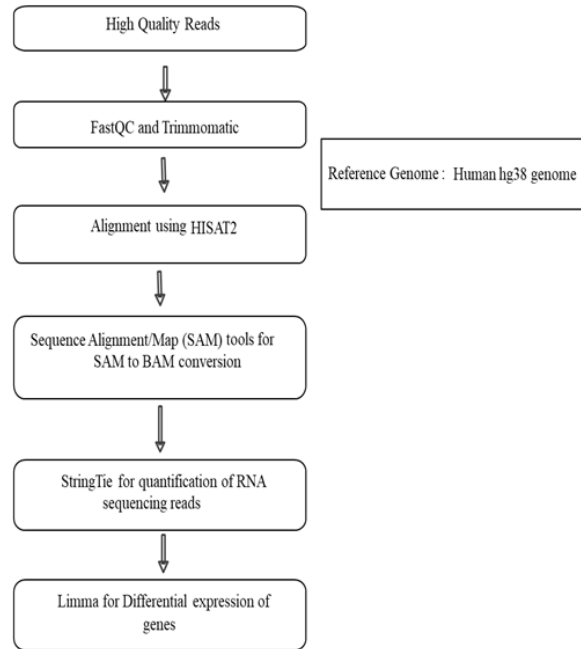 High Quality Reads
FastQC and Trimmomatic
Reference Genome : Human hg38 genome
Alignment using HISAT2
Sequence Alignment/Map (SAM) tools for
SAM to BAM conversion
StringTie for quantification of RNA
sequencing reads
Limma for Differential expression of
genes